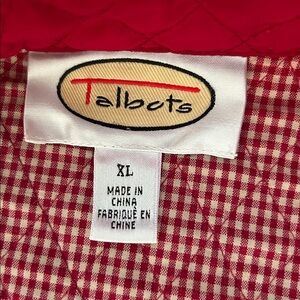 Talbots
XL
MADE IN
CHINA
FABRIQUÉ EN
CHINE